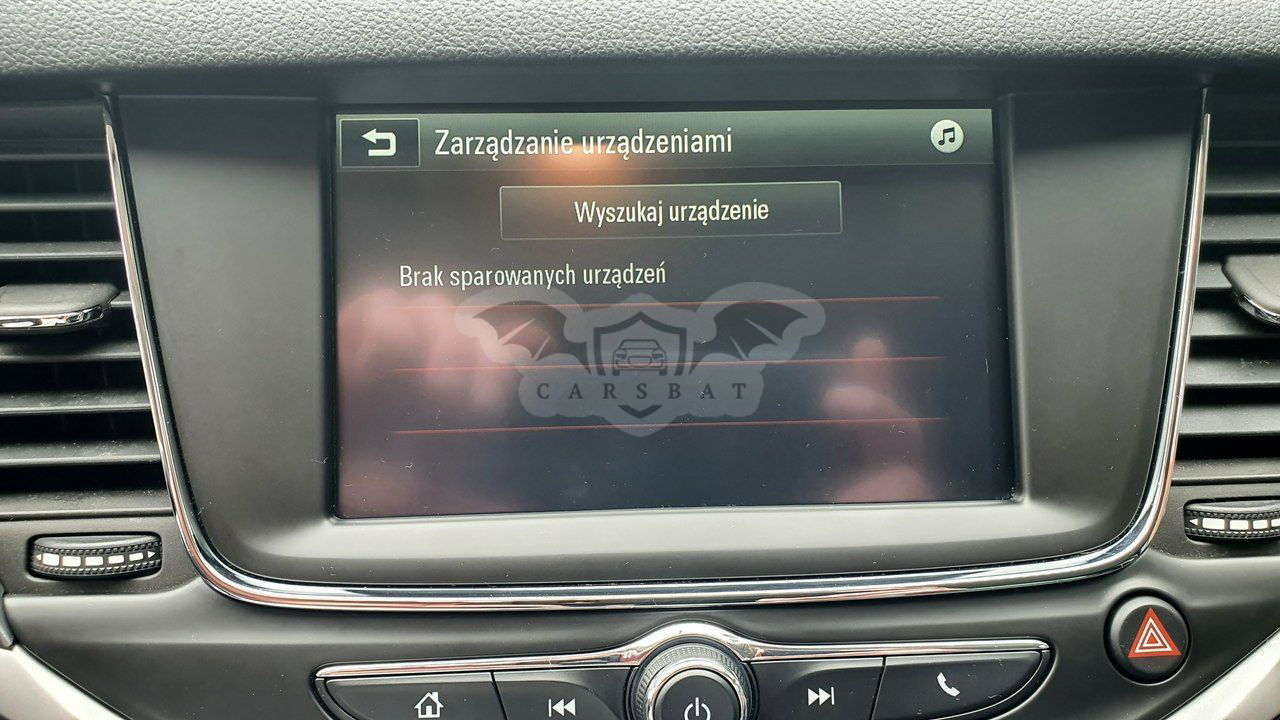 Zarządzanie urządzeniami
Wyszukaj urządzenie
Brak sparowanych urządzeń
CARSBAT